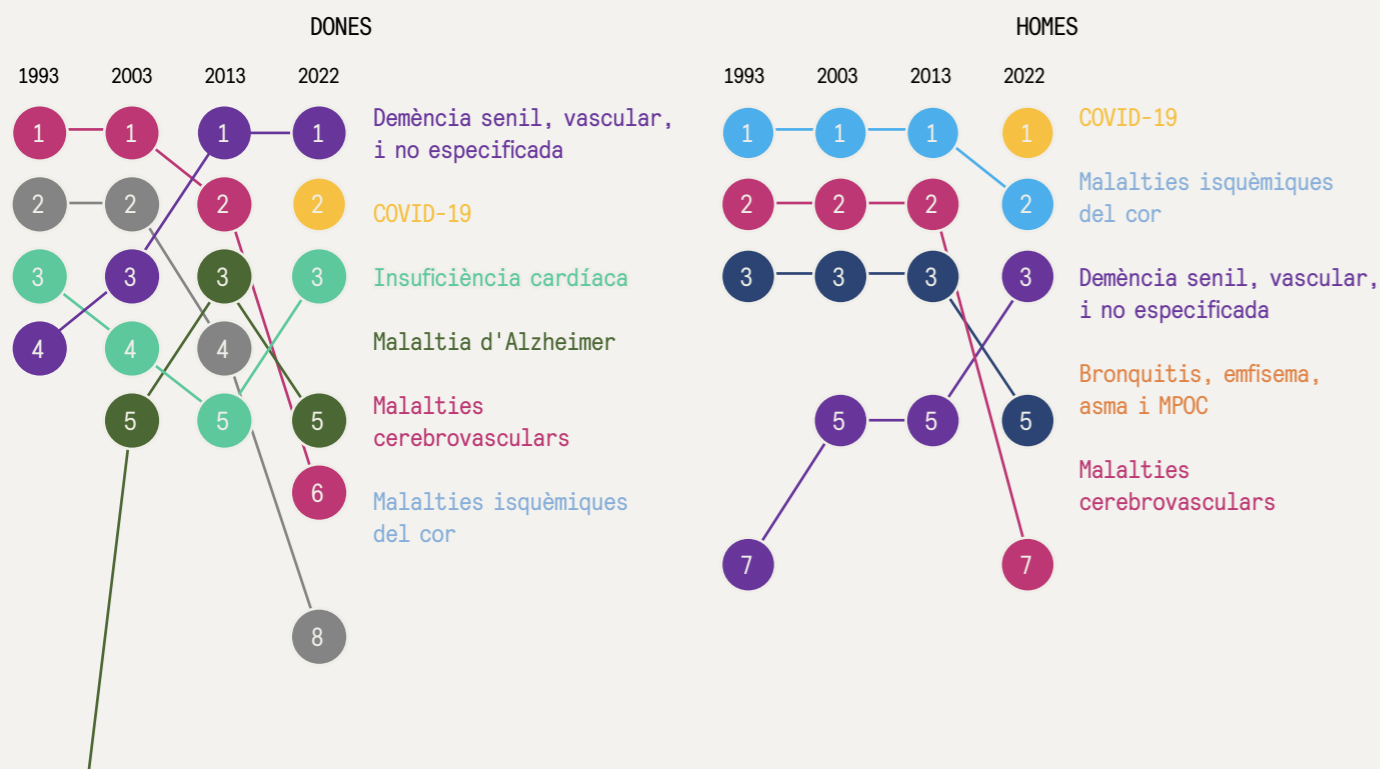 DONES
1993 2003 2013 2022
1 1 1 1
2 2 2 2
3 3 3 3
4 4 4
5 5 5
6
8
Demència senil, vascular,
i no especificada
COVID-19
Insuficiència cardíaca
Malaltia d'Alzheimer
Malalties
cerebrovasculars
Malalties isquèmiques
del cor
HOMES
1993 2003 2013 2022
1 1 1 1
2 2 2 2
3 3 3 3
5 5 5
7 7
COVID-19
Malalties isquèmiques
del cor
Demència senil, vascular,
i no especificada
Bronquitis, emfisema,
asma i MPOC
Malalties
cerebrovasculars